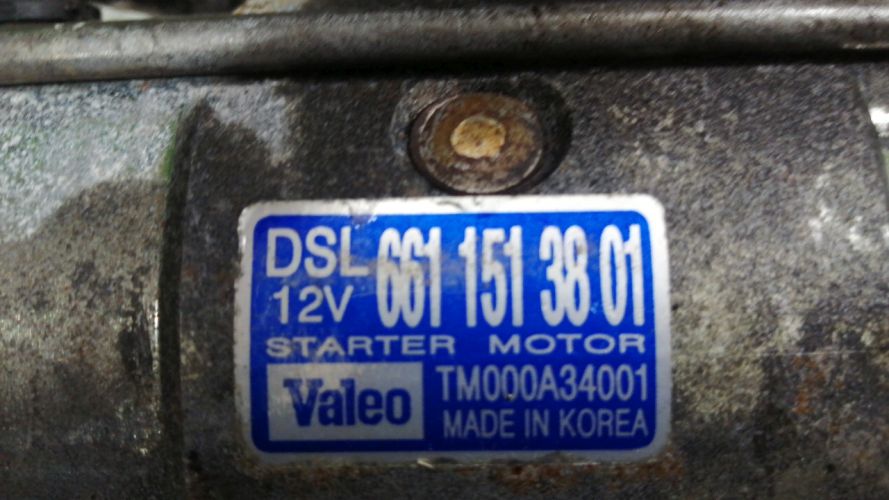 DSL 661 151 38 01
12V
STARTER MOTOR
Valeo TM000A34001
MADE IN KOREA